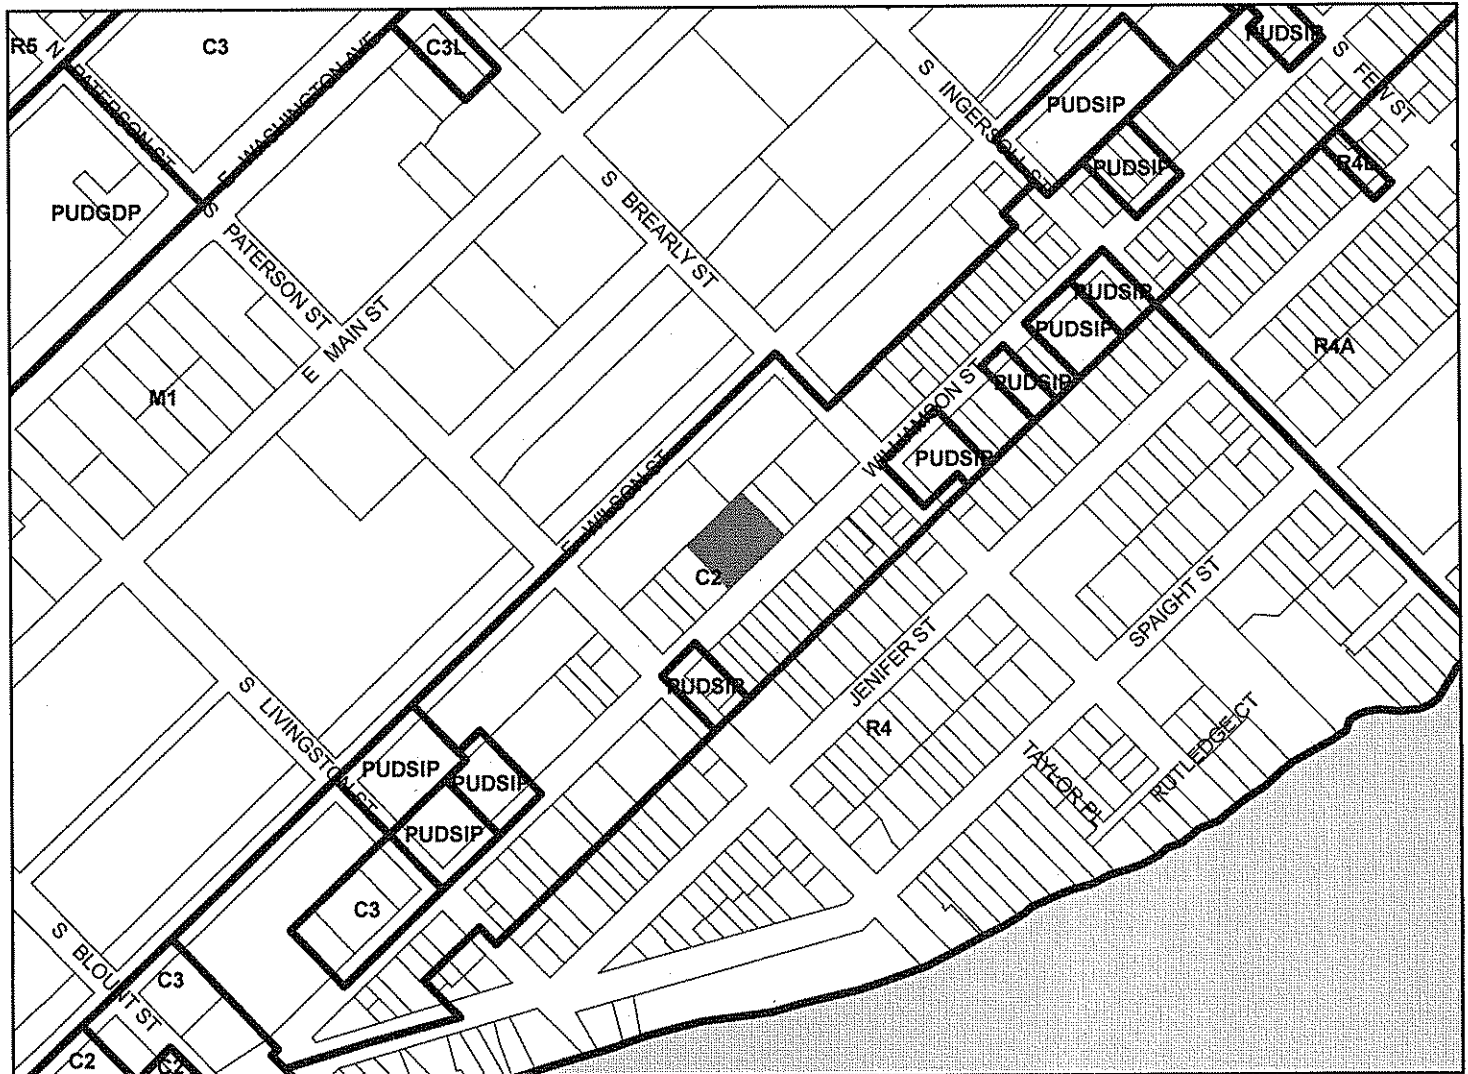 R5
N PATERSON ST
C3
E WASHINGTON AVE
C3L
PUDSIP
S FEW ST
S INGERSOLL ST
PUDSIP
PUDSIP
R4L
PUDGDP
S PATERSON ST
S BREARLY ST
E MAIN ST
M1
PUDSIP
PUDSIP
PUDSIP
R4A
WILLIAMSON ST
PUDSIP
E WILSON ST
C2
SPAIGHT ST
JENIFER ST
PUDSIP
R4
TAYLOR PL
RUTLEDGE CT
S LIVINGSTON ST
PUDSIP
PUDSIP
PUDSIP
C3
S BLOUNT ST
C3
C2
C2